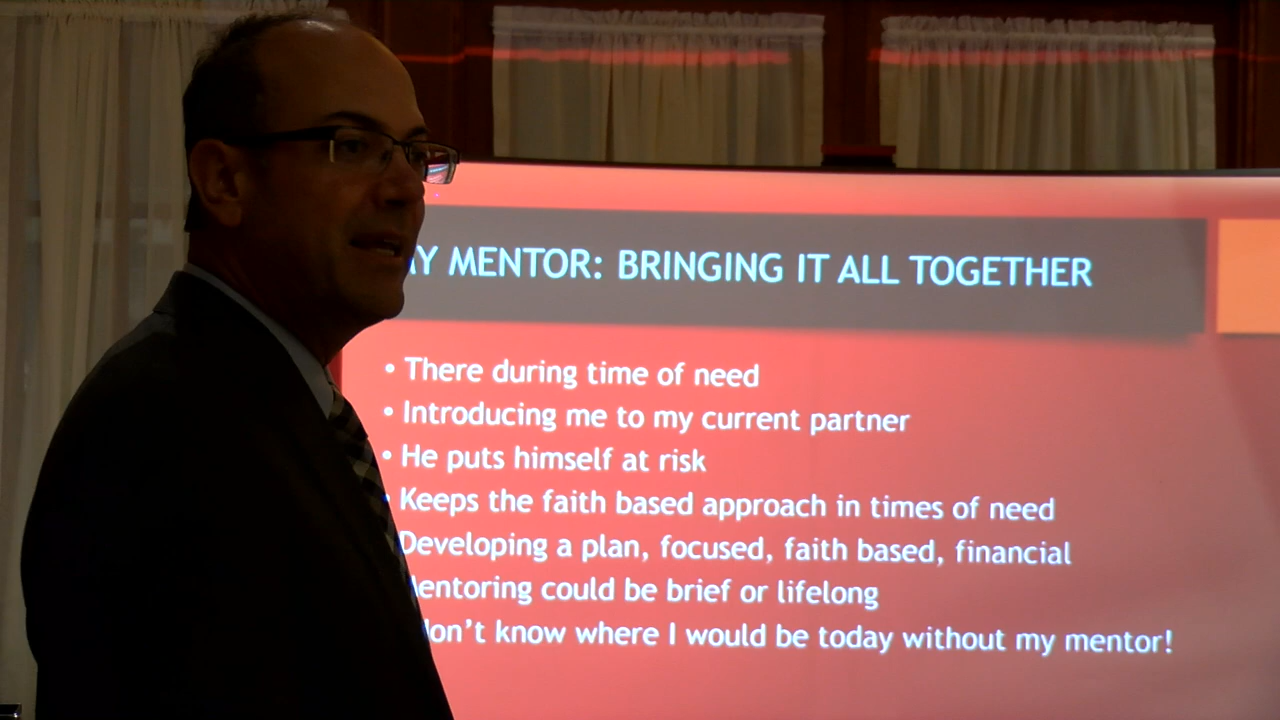 MENTOR: BRINGING IT ALL TOGETHER
• There during time of need
• Introducing me to my current partner
• He puts himself at risk
Keeps the faith based approach in times of need
Developing a plan, focused, faith based, financial
could be brief or lifelong
know where I would be today without my mentor!